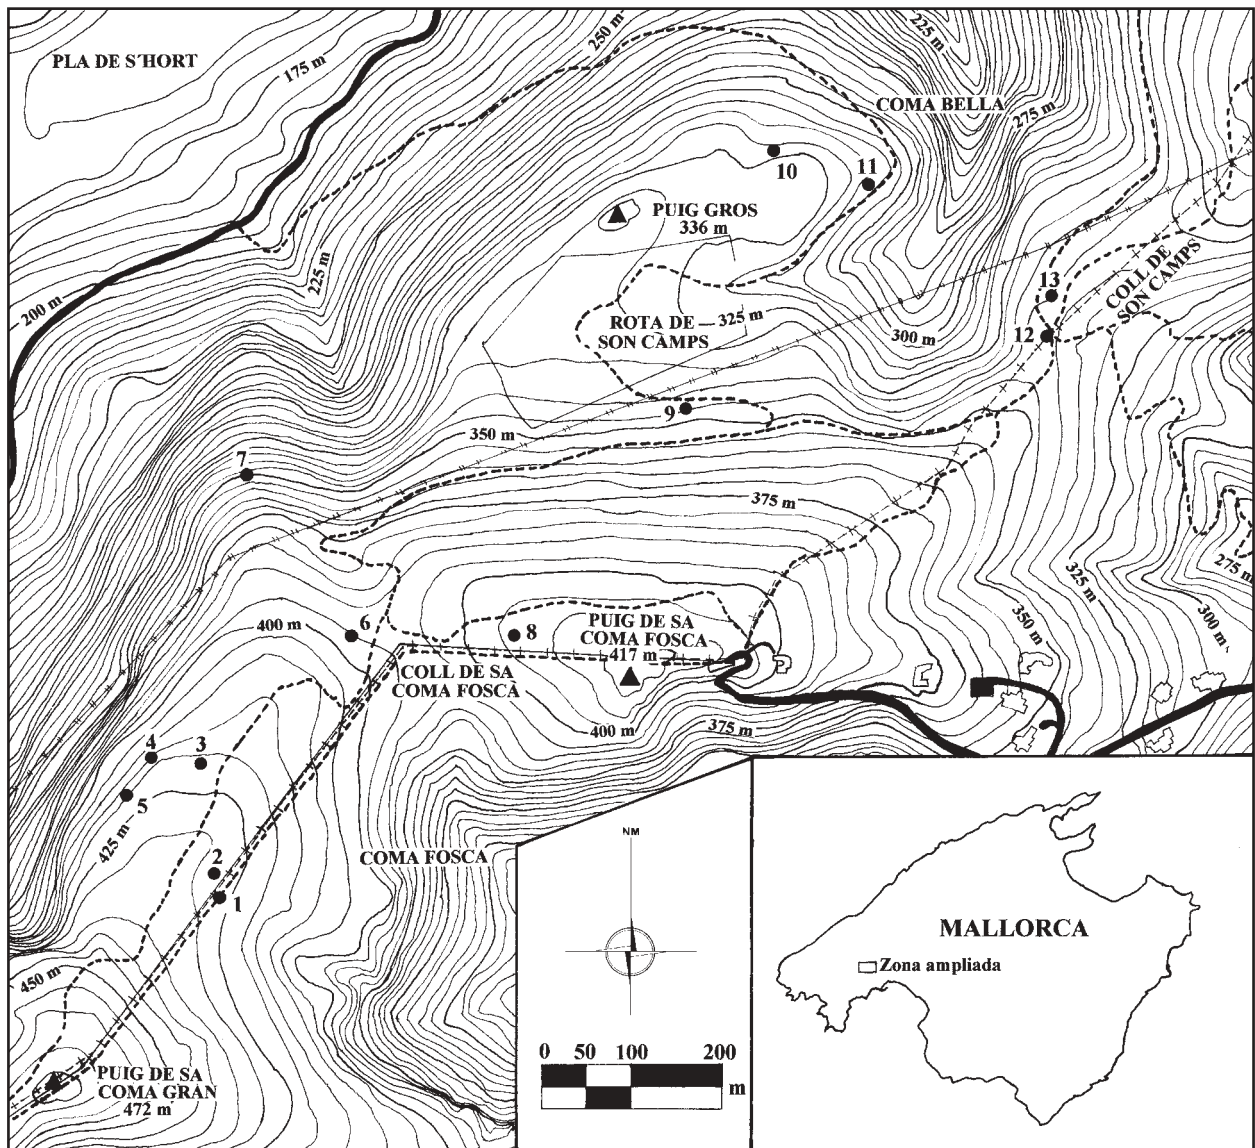 PLA DE S´HORT
175 m
250 m
225 m
COMA BELLA
275 m
10
11
PUIG GROS
336 m
225 m
200 m
13
COLL DE
SON CAMPS
ROTA DE
SON CAMPS
325 m
300 m
12
9
350 m
7
375 m
275 m
325 m
300 m
350 m
400 m
6
8
PUIG DE SA
COMA FOSCA
417 m
COLL DE SA
COMA FOSCA
400 m
375 m
4
3
5
425 m
2
1
COMA FOSCA
450 m
PUIG DE SA
COMA GRAN
472 m
NM
0 50 100 200
m
MALLORCA
Zona ampliada